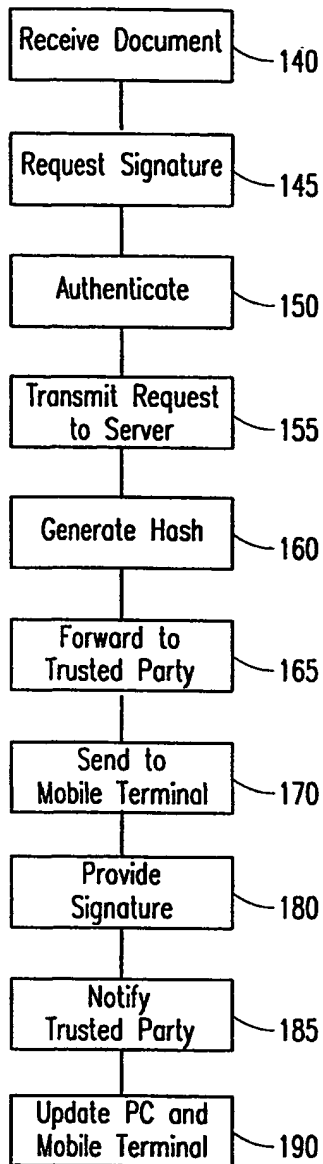 Receive Document
140
Request Signature
145
Authenticate
150
Transmit Request
to Server
155
Generate Hash
160
Forward to
Trusted Party
165
Send to
Mobile Terminal
170
Provide
Signature
180
Notify
Trusted Party
185
Update PC and
Mobile Terminal
190